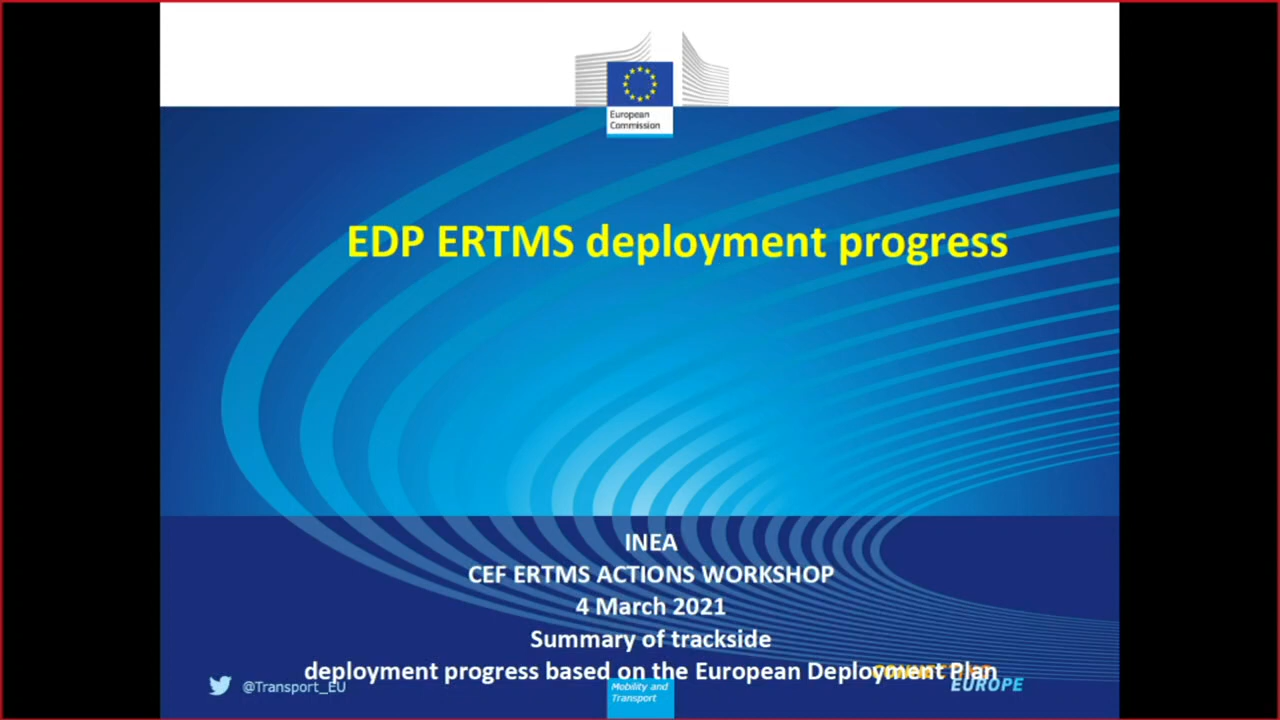 European
Commission
EDP ERTMS deployment progress
INEA
CEF ERTMS ACTIONS WORKSHOP
4 March 2021
Summary of trackside
deployment progress based on the European Deployment Plan
@Transport_EU
Mobility and
Transport
EUROPE